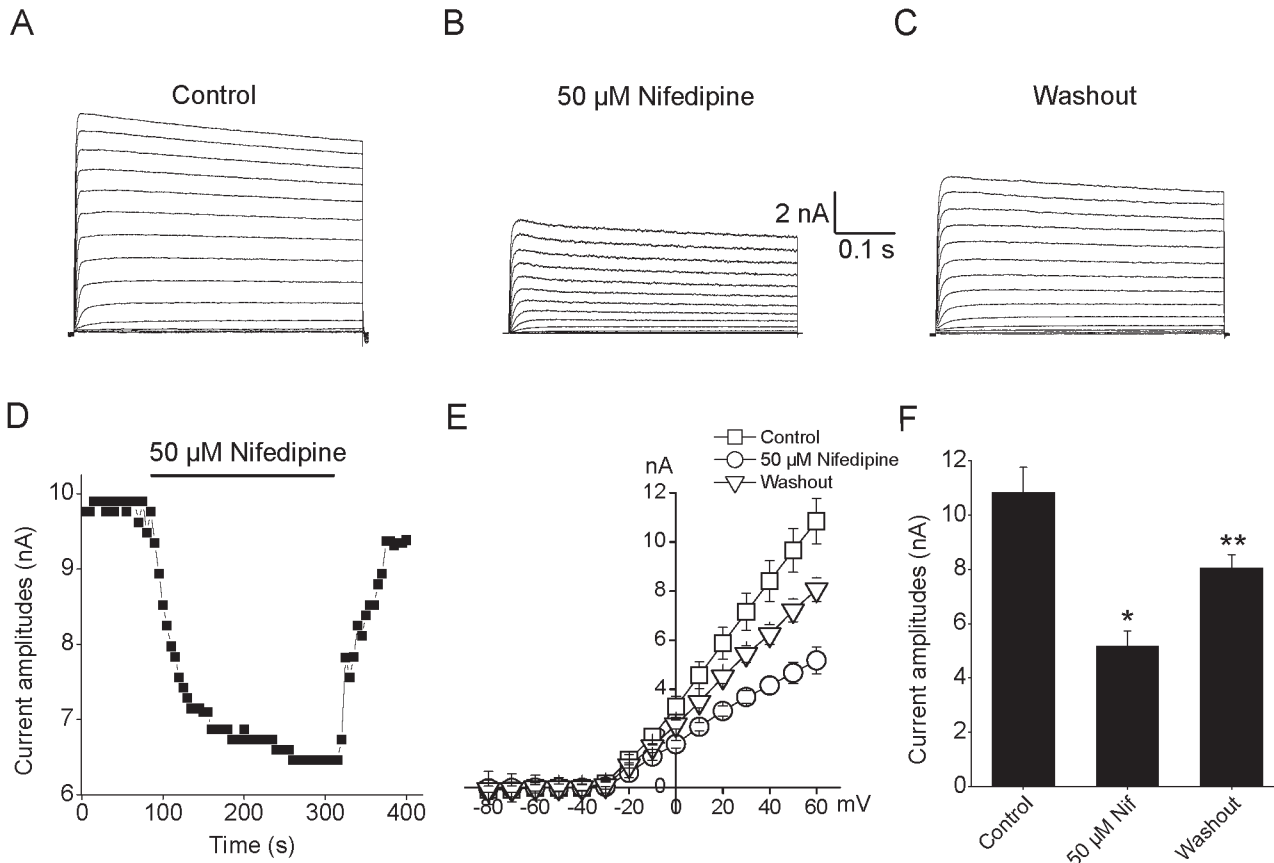 A
B
C
Control
50 µM Nifedipine
Washout
2 nA
0.1 s
D
50 µM Nifedipine
Current amplitudes (nA)
10
9
8
7
6
0
100
200
300
400
Time (s)
E
Control
50 µM Nifedipine
Washout
nA
12
10
8
6
4
0
-80
-60
-40
-20
0
20
40
60
mV
F
Current amplitudes (nA)
12
10
8
6
4
2
0
*
**
Control
50 µM Nif
Washout